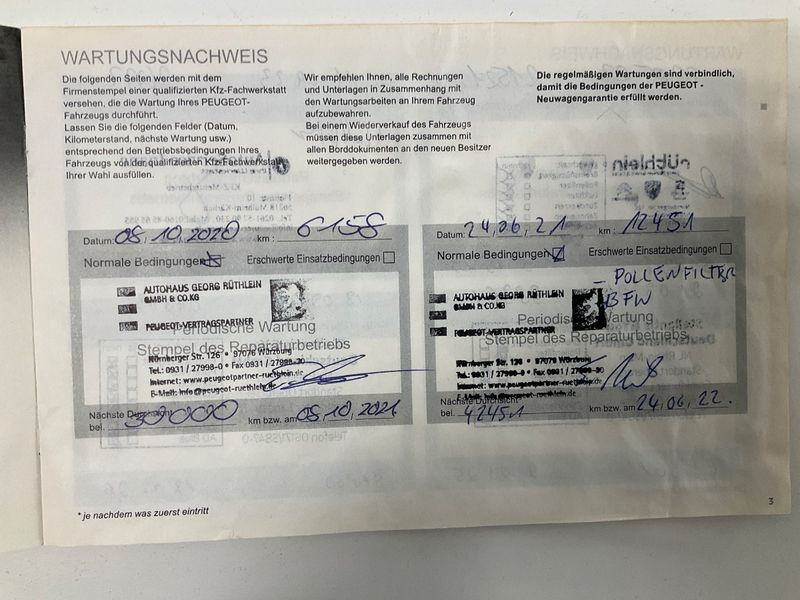 WARTUNGSNACHWEIS
Die folgenden Seiten werden mit dem
Firmenstempel einer qualifizierten Kfz-Fachwerkstatt
versehen, die die Wartung Ihres PEUGEOT-
Fahrzeugs durchführt.
Lassen Sie die folgenden Felder (Datum,
Kilometerstand, nächste Wartung usw.)
entsprechend den Betriebsbedingungen Ihres
Fahrzeugs von der qualifizierten Kfz-Fachwerkstatt
Ihrer Wahl ausfüllen.
Wir empfehlen Ihnen, alle Rechnungen
und Unterlagen in Zusammenhang mit
den Wartungsarbeiten an Ihrem Fahrzeug
aufzubewahren.
Bei einem Wiederverkauf des Fahrzeugs
müssen diese Unterlagen zusammen mit
allen Borddokumenten an den neuen Besitzer
weitergegeben werden.
Die regelmäßigen Wartungen sind verbindlich,
damit die Bedingungen der PEUGEOT -
Neuwagengarantie erfüllt werden.
Datum: 08.10.2020 km: 6158
Normale Bedingungen Erschwerte Einsatzbedingungen
AUTOHAUS GEORG RÜTHLEIN
GMBH & CO.KG
PEUGEOT-VERTRAGSPARTNER
Periodische Wartung
Stempel des Reparaturbetriebs
Nürnberger Str. 126 • 97076 Würzburg
Tel.: 0931 / 27998-0 • Fax 0931 / 27998-30
Internet: www.peugeotpartner-ruethlein.de
E-Mail: info@peugeot-ruethlein.de
Nächste Durchsicht
bei. 30000 km bzw. am 08.10.2021
Datum: 24.06.21 km: 12451
Normale Bedingungen Erschwerte Einsatzbedingungen
– POLLENFILTER
BFW
AUTOHAUS GEORG RÜTHLEIN
GMBH & CO.KG
PEUGEOT-VERTRAGSPARTNER
Periodische Wartung
Stempel des Reparaturbetriebs
Nürnberger Str. 126 • 97076 Würzburg
Tel.: 0931 / 27998-0 • Fax 0931 / 27998-30
Internet: www.peugeotpartner-ruethlein.de
E-Mail: info@peugeot-ruethlein.de
Nächste Durchsicht
bei. 42451 km bzw. am 24.06.22.
* je nachdem was zuerst eintritt
3